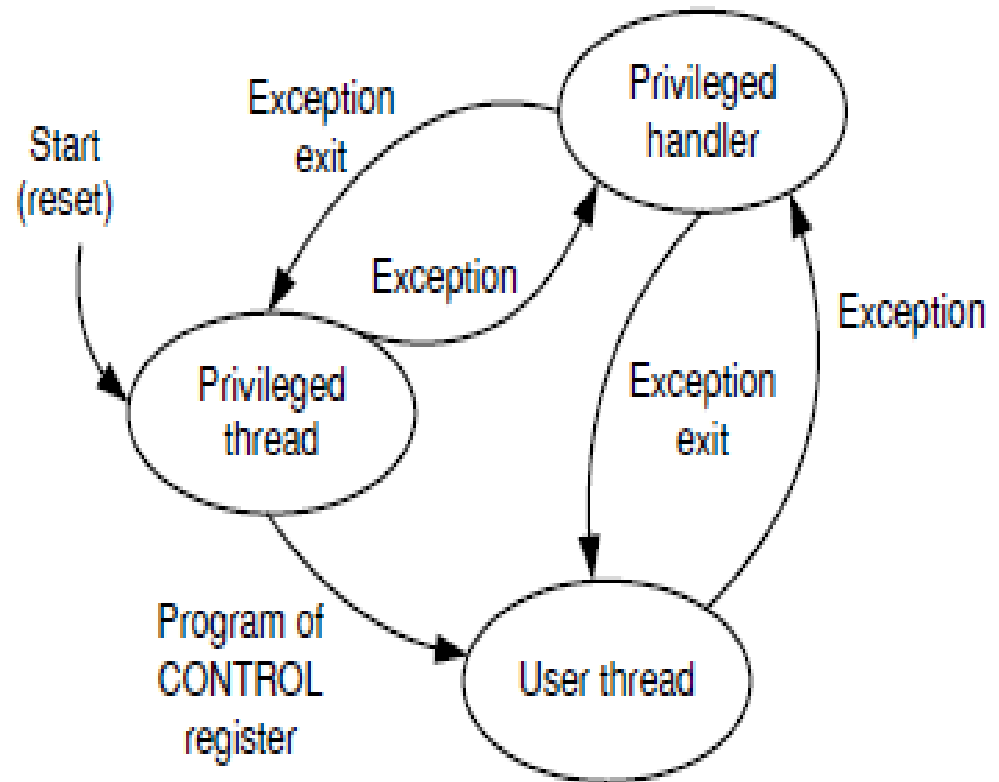 Privileged
handler
Exception
exit
Start
(reset)
Exception
Exception
Privileged
thread
Exception
exit
Program of
CONTROL
register
User thread